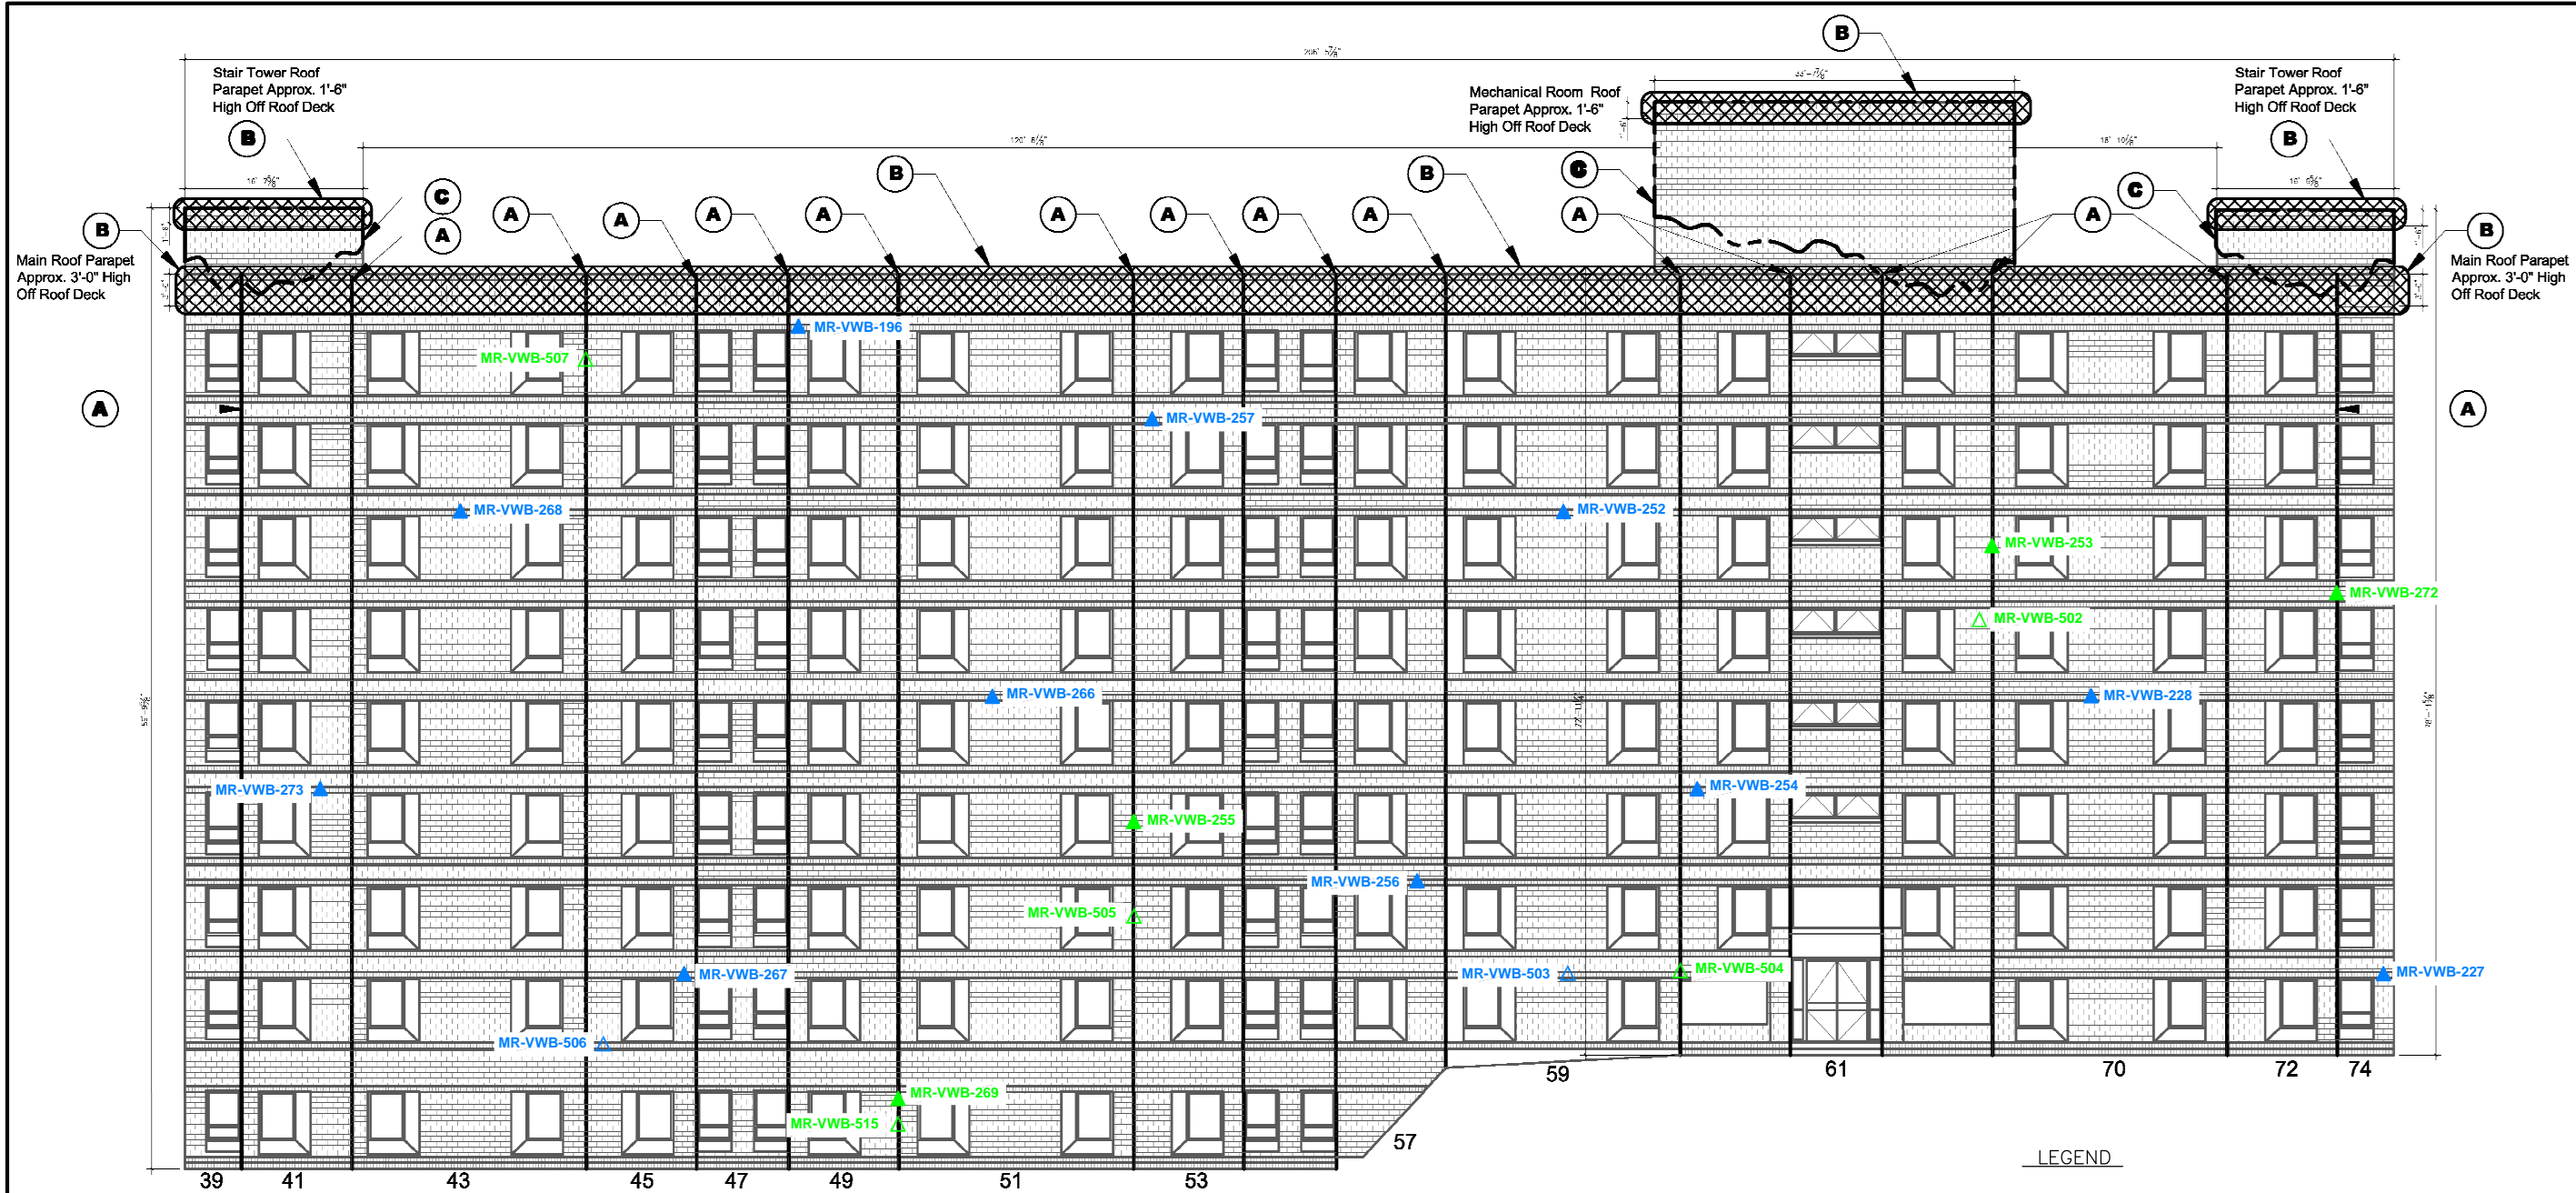 B
206'-5⅞"
Stair Tower Roof
Parapet Approx. 1'-6"
High Off Roof Deck
B
Mechanical Room Roof
Parapet Approx. 1'-6"
High Off Roof Deck
Stair Tower Roof
Parapet Approx. 1'-6"
High Off Roof Deck
B
B
B
C
C
C
A
A
A
A
A
A
A
A
A
A
A
A
B
Main Roof Parapet
Approx. 3'-0" High
Off Roof Deck
B
Main Roof Parapet
Approx. 3'-0" High
Off Roof Deck
MR-VWB-196
MR-VWB-507
A
A
MR-VWB-257
MR-VWB-268
MR-VWB-252
MR-VWB-253
MR-VWB-272
MR-VWB-502
MR-VWB-266
MR-VWB-228
MR-VWB-273
MR-VWB-254
MR-VWB-255
MR-VWB-256
MR-VWB-505
MR-VWB-267
MR-VWB-503
MR-VWB-504
MR-VWB-227
MR-VWB-506
MR-VWB-269
MR-VWB-515
59
61
70
72
74
57
LEGEND
39
41
43
45
47
49
51
53